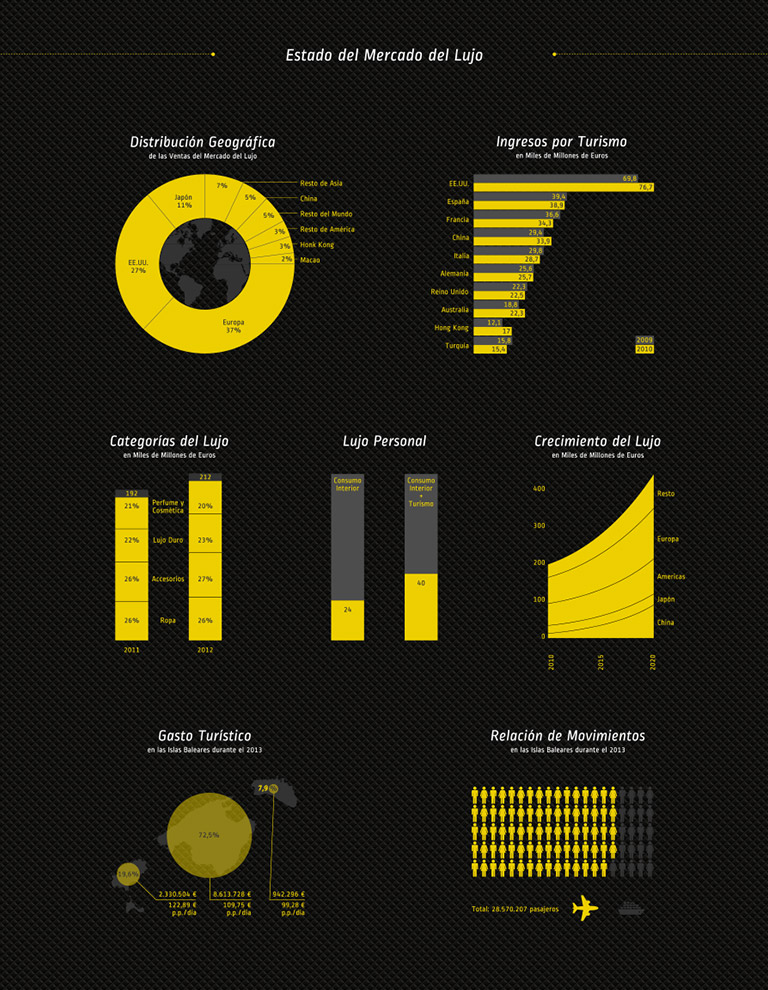 Estado del Mercado del Lujo
Distribución Geográfica
de las Ventas del Mercado del Lujo
7%
Resto de Asia
5%
China
5%
Resto del Mundo
3%
Resto de América
3%
Honk Kong
2%
Macao
Japón
11%
EE.UU.
27%
Europa
37%
Ingresos por Turismo
en Miles de Millones de Euros
EE.UU.
69,8
76,7
España
39,4
38,9
Francia
36,6
34,3
China
29,4
33,9
Italia
29,8
28,7
Alemania
25,6
25,7
Reino Unido
22,3
22,5
Australia
18,8
22,3
Hong Kong
12,1
17
Turquía
15,8
15,4
2009
2010
Categorías del Lujo
en Miles de Millones de Euros
192
212
21%
Perfume y
Cosmética
20%
22%
Lujo Duro
23%
26%
Accesorios
27%
26%
Ropa
26%
2011
2012
Lujo Personal
Consumo
Interior
Consumo
Interior
+
Turismo
24
40
Crecimiento del Lujo
en Miles de Millones de Euros
400
300
200
100
0
Resto
Europa
Americas
Japón
China
2010
2015
2020
Gasto Turístico
en las Islas Baleares durante el 2013
7,9 %
72,5%
19,6%
2.330.504 €
122,89 €
p.p./día
8.613.728 €
109,75 €
p.p./día
942.296 €
99,28 €
p.p./día
Relación de Movimientos
en las Islas Baleares durante el 2013
Total: 28.570.207 pasajeros